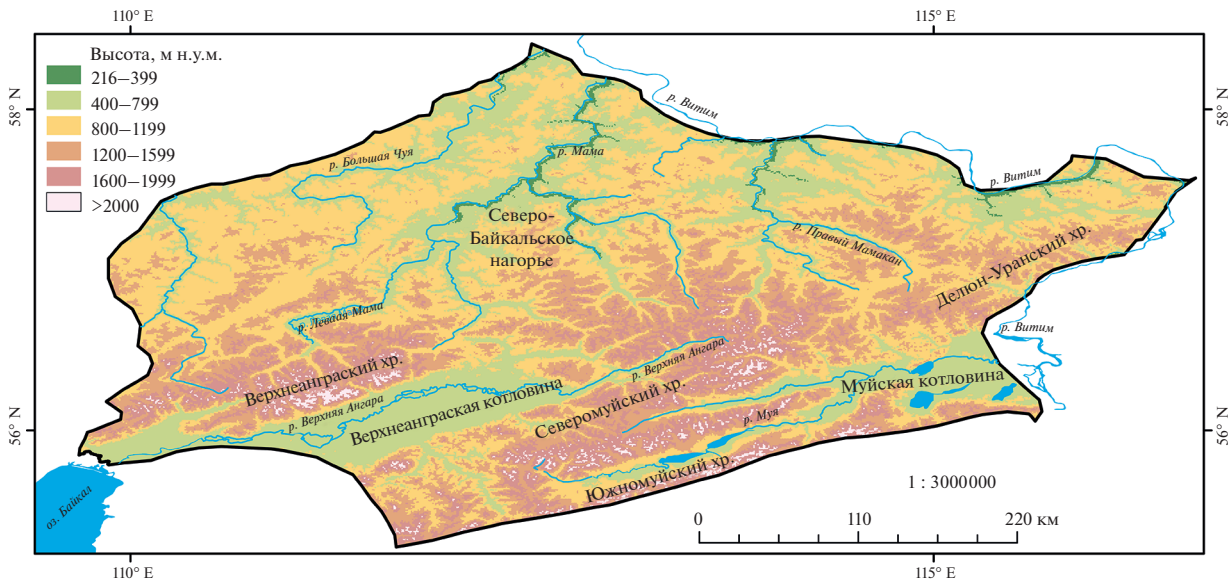 110° E
115° E
Высота, м н.у.м.
216–399
400–799
800–1199
1200–1599
1600–1999
>2000
58° N
58° N
р. Витим
р. Большая Чуя
р. Мама
р. Витим
Северо-
Байкальское
нагорье
р. Правый Мамакан
Делюн-Уранский хр.
р. Левая Мама
р. Витим
Верхнеанграский хр.
р. Верхняя Ангара
Муйская котловина
р. Верхняя Ангара
Верхнеанграская котловина
Северомуйский хр.
р. Муя
56° N
56° N
Южномуйский хр.
1 : 3000000
оз. Байкал
0
110
220 км
110° E
115° E